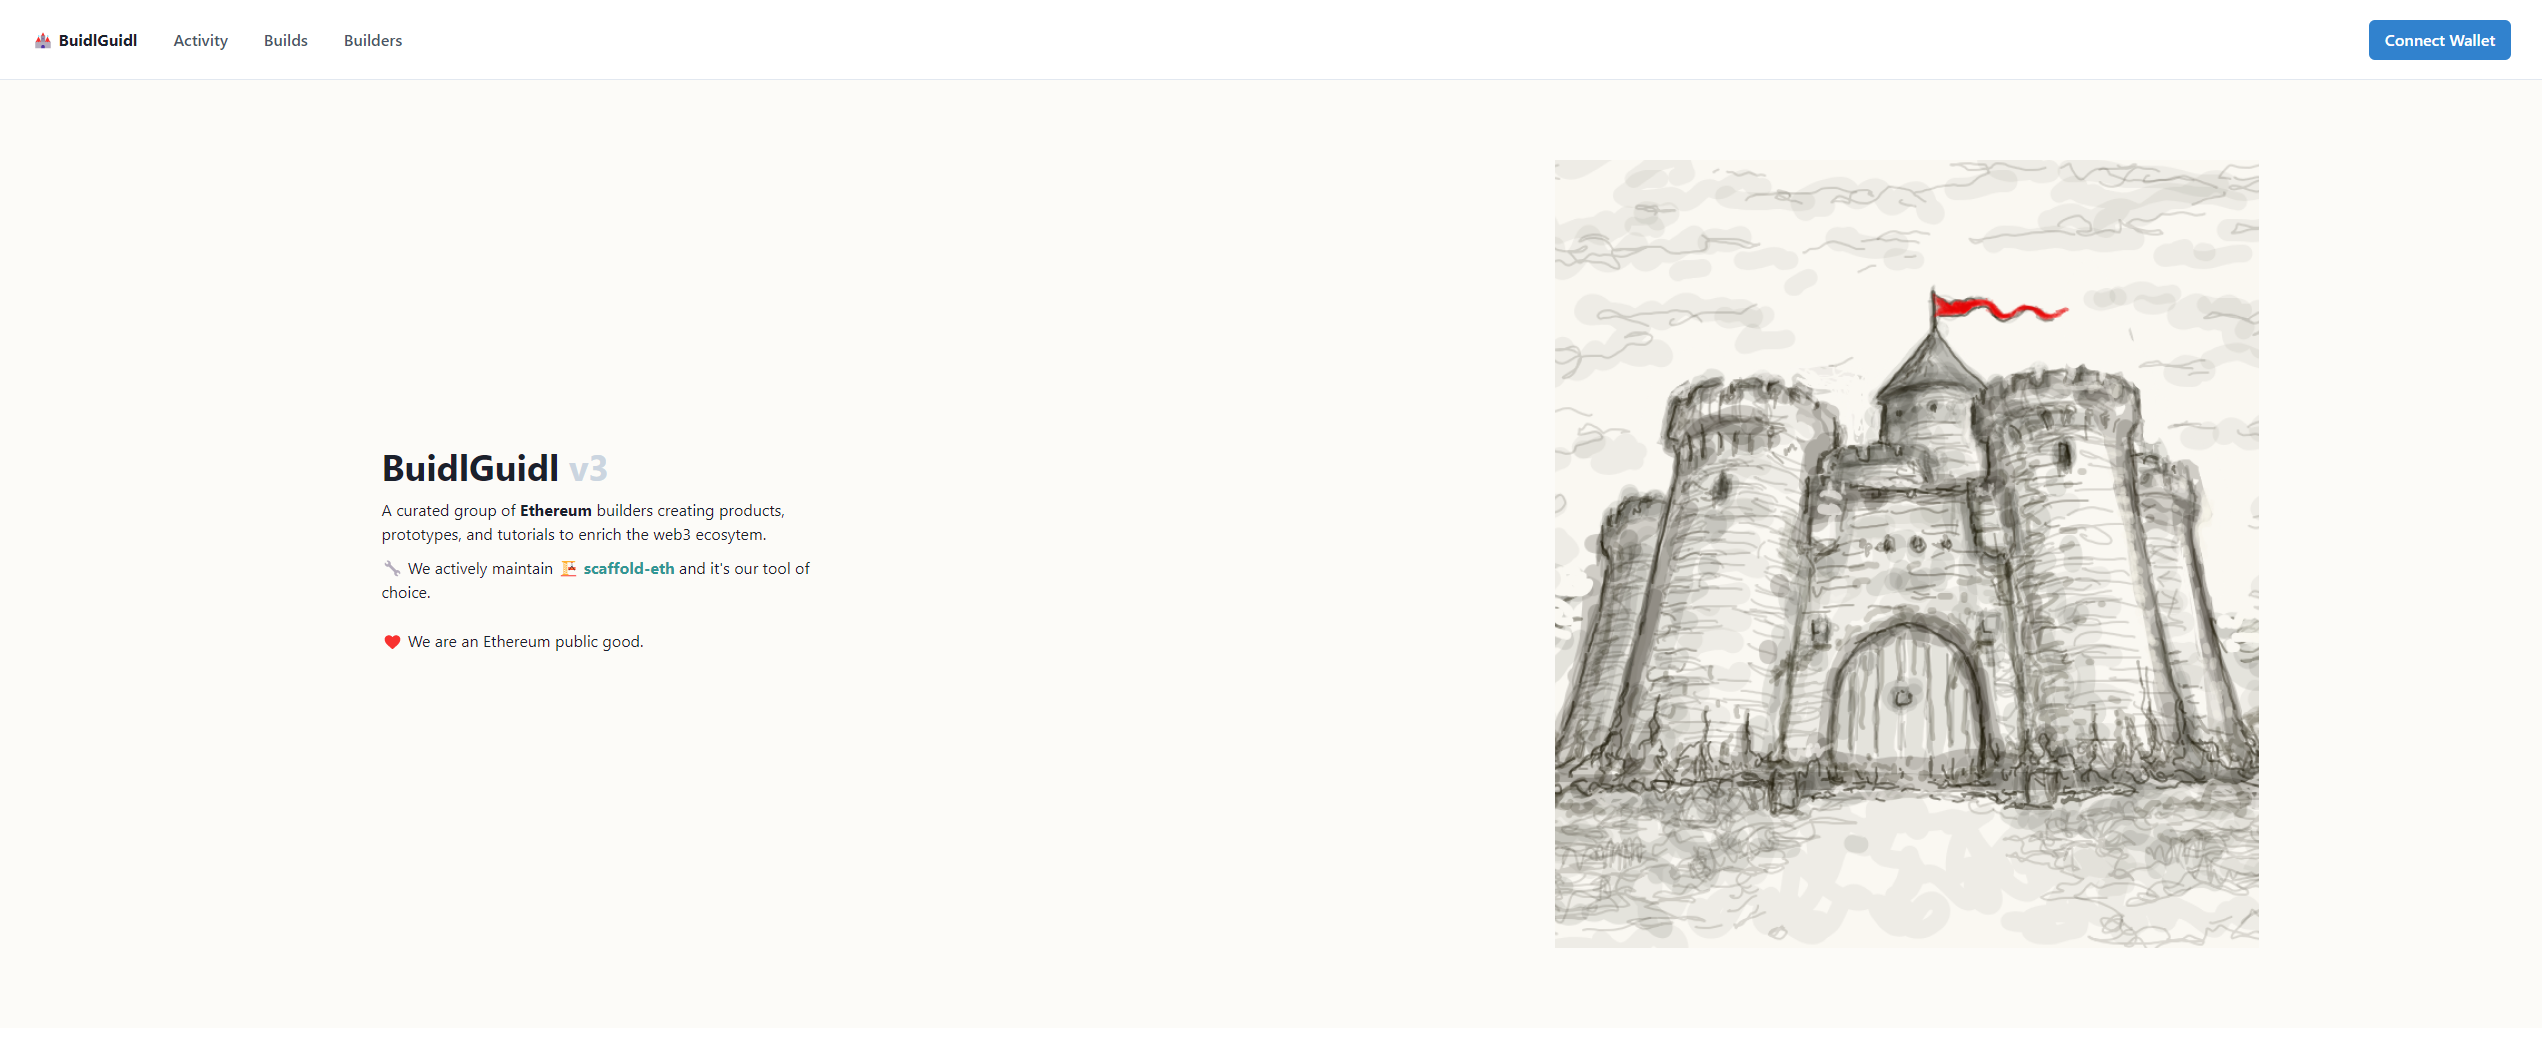 BuidlGuidl Activity Builds Builders Connect Wallet
BuidlGuidl v3
A curated group of Ethereum builders creating products,
prototypes, and tutorials to enrich the web3 ecosytem.
We actively maintain scaffold-eth and it's our tool of
choice.
We are an Ethereum public good.